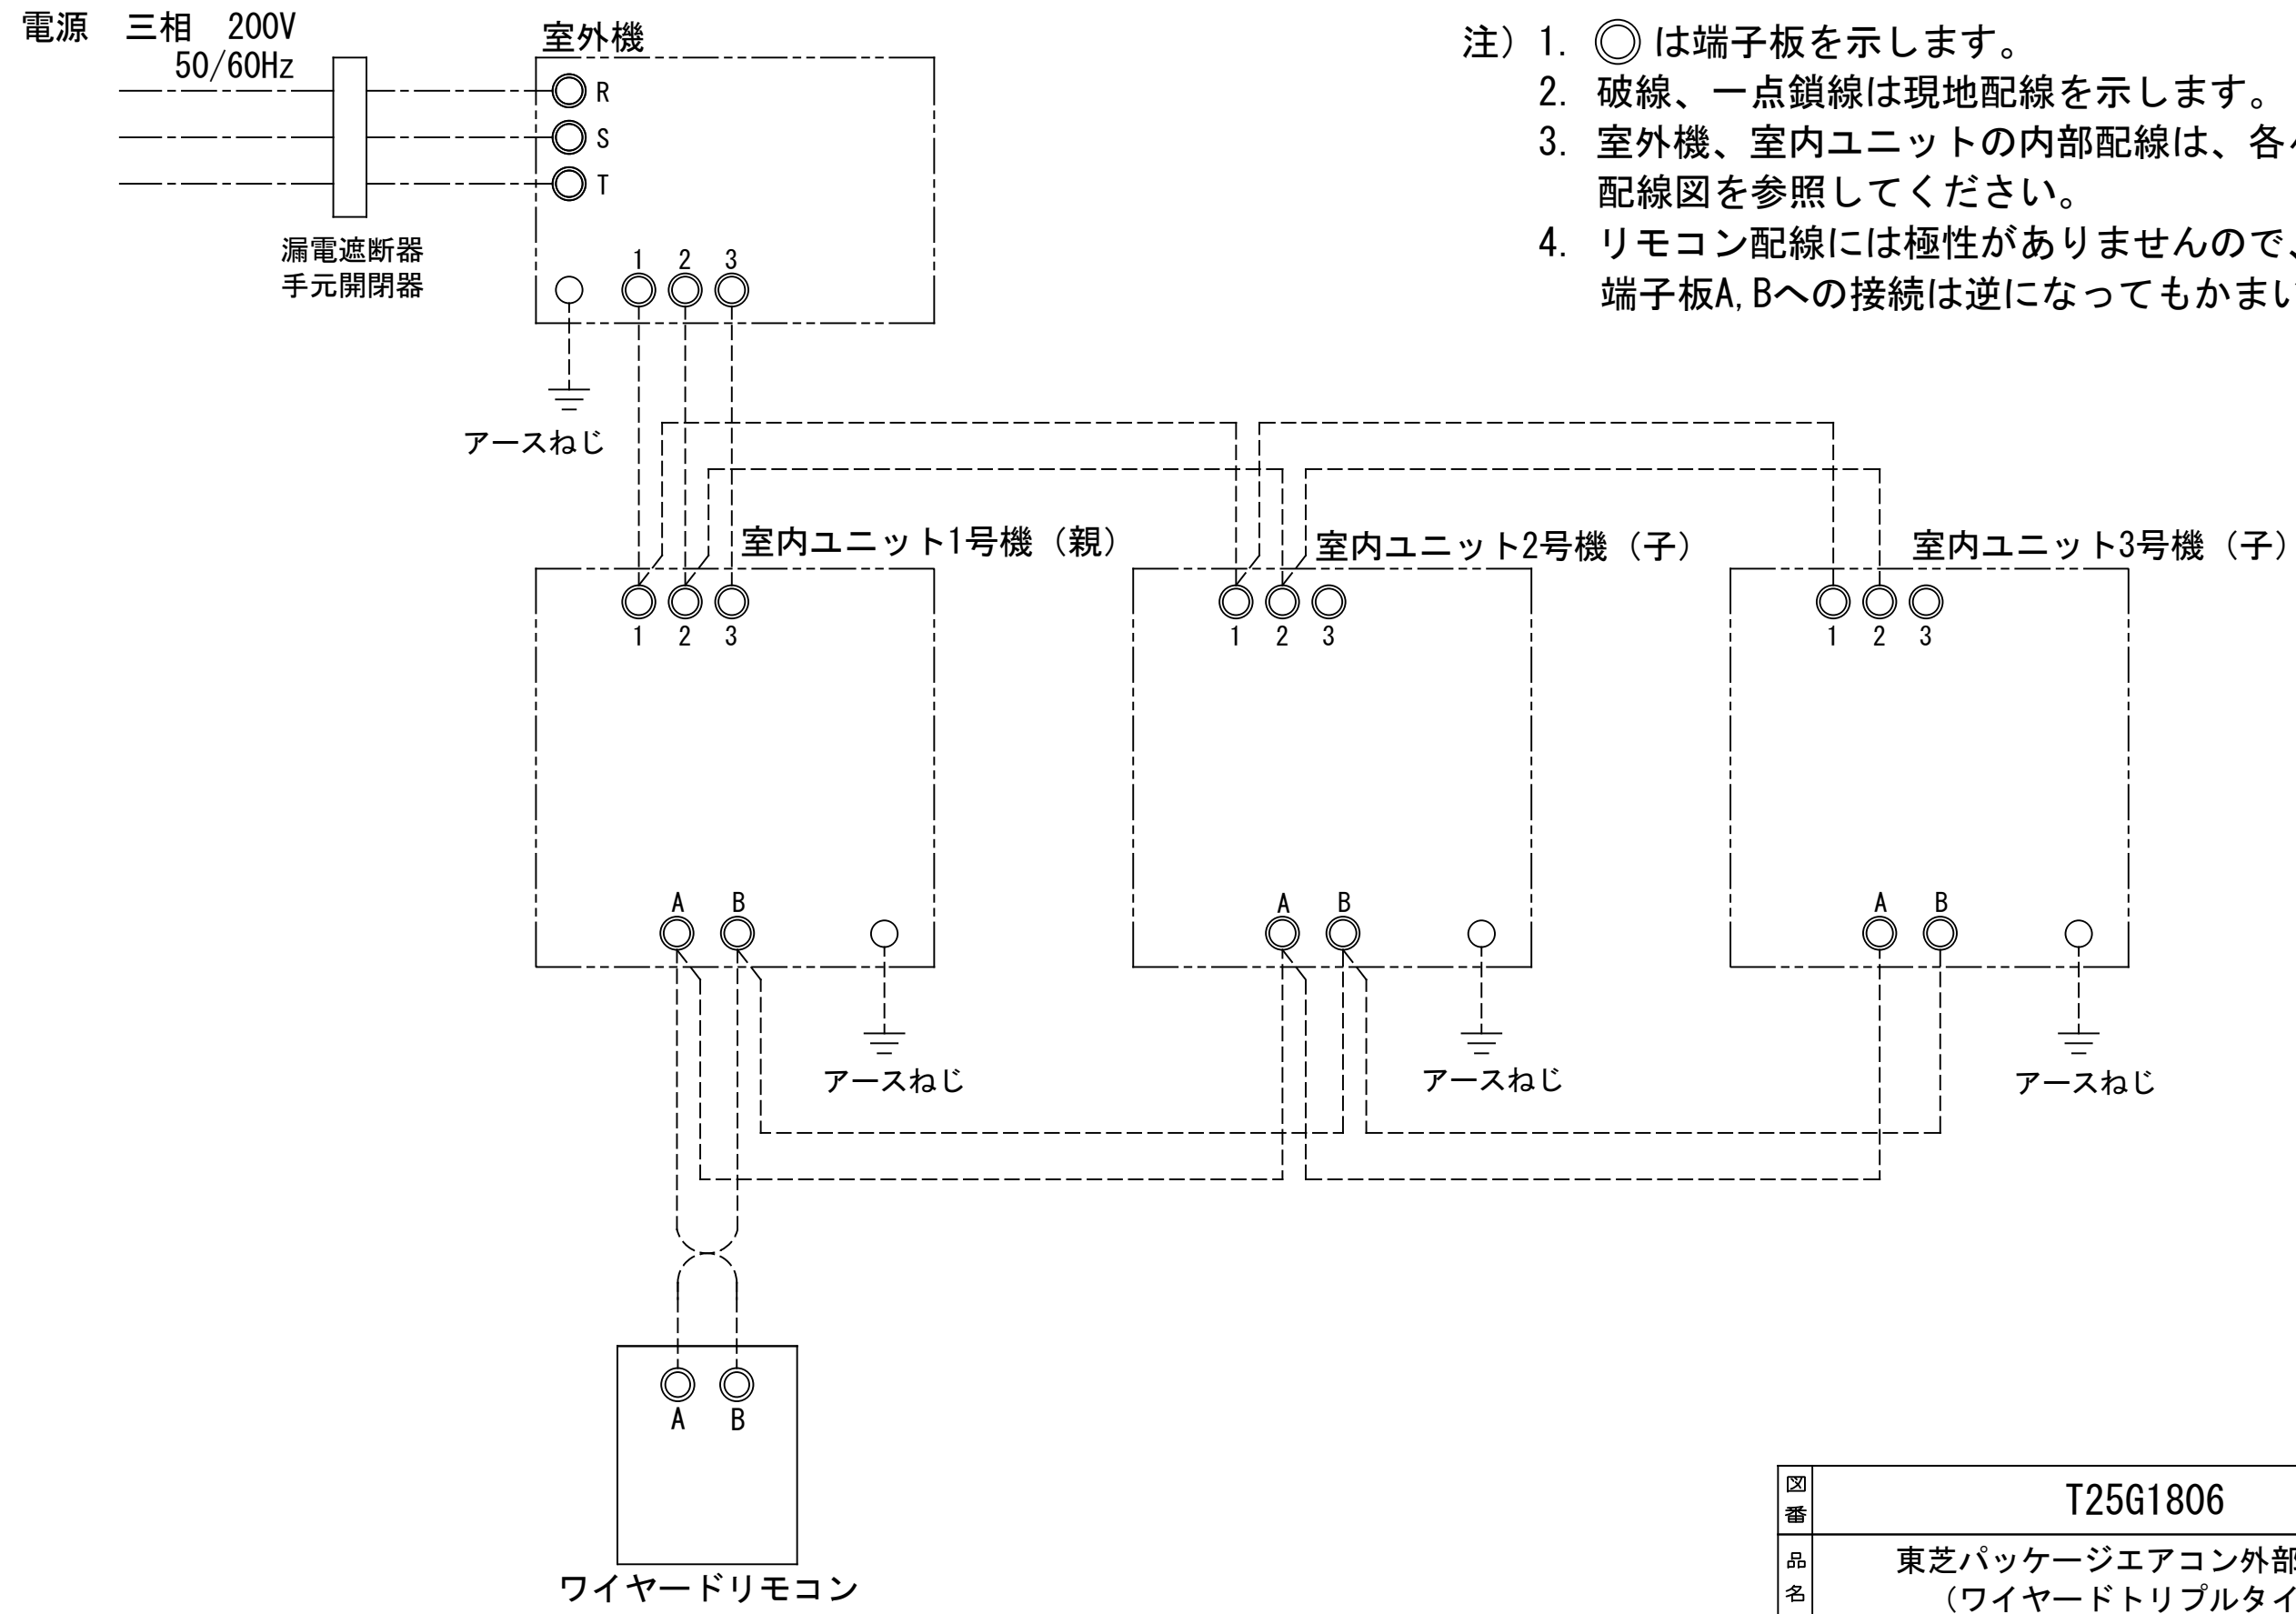 電源　三相　200V
50/60Hz
室外機
R
S
T
漏電遮断器
手元開閉器
1 2 3
アースねじ
注）1. ◎は端子板を示します。
2. 破線、一点鎖線は現地配線を示します。
3. 室外機、室内ユニットの内部配線は、各
配線図を参照してください。
4. リモコン配線には極性がありませんので、
端子板A,Bへの接続は逆になってもかまい
室内ユニット1号機（親）
室内ユニット2号機（子）
室内ユニット3号機（子）
1 2 3
1 2 3
1 2 3
A B
A B
A B
アースねじ
アースねじ
アースねじ
A B
ワイヤードリモコン
図番 T25G1806
品名 東芝パッケージエアコン外
（ワイヤードトリプルタイ